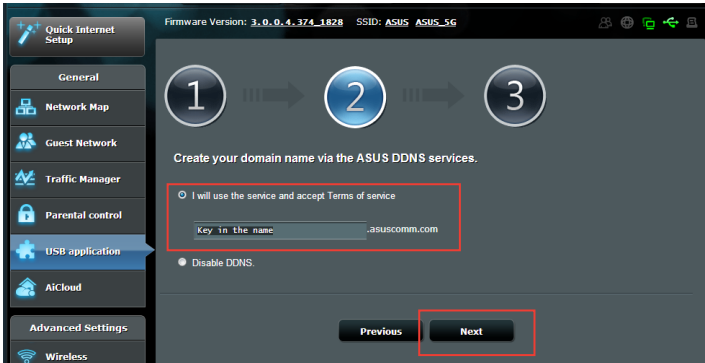 Quick Internet
Setup
Firmware Version: 3.0.0.4.374_1828 SSID: ASUS ASUS_5G
General
Network Map
Guest Network
Traffic Manager
Parental control
USB application
AiCloud
Advanced Settings
Wireless
1
2
3
Create your domain name via the ASUS DDNS services.
I will use the service and accept Terms of service
Key in the name .asuscomm.com
Disable DDNS.
Previous Next